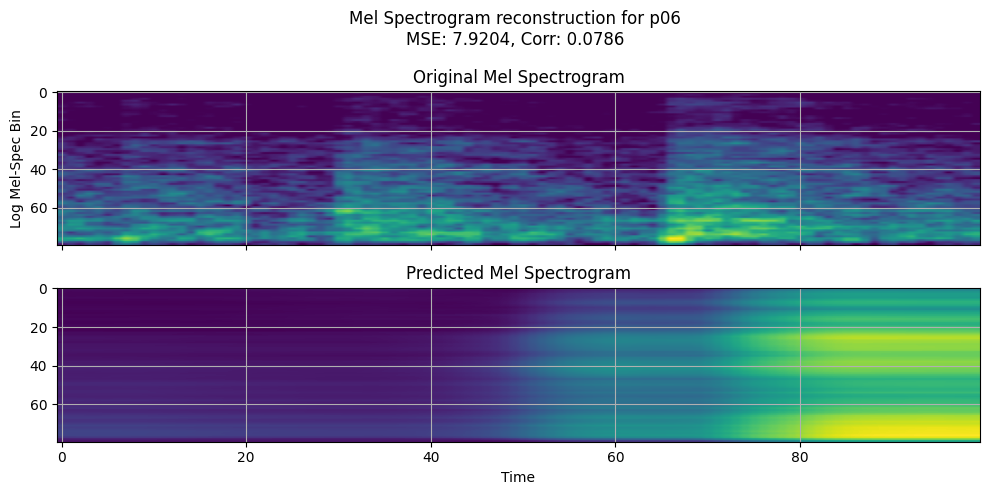 Mel Spectrogram reconstruction for p06
MSE: 7.9204, Corr: 0.0786
Original Mel Spectrogram
0
20
40
60
Log Mel-Spec Bin
Predicted Mel Spectrogram
0
20
40
60
0 20 40 60 80
Time